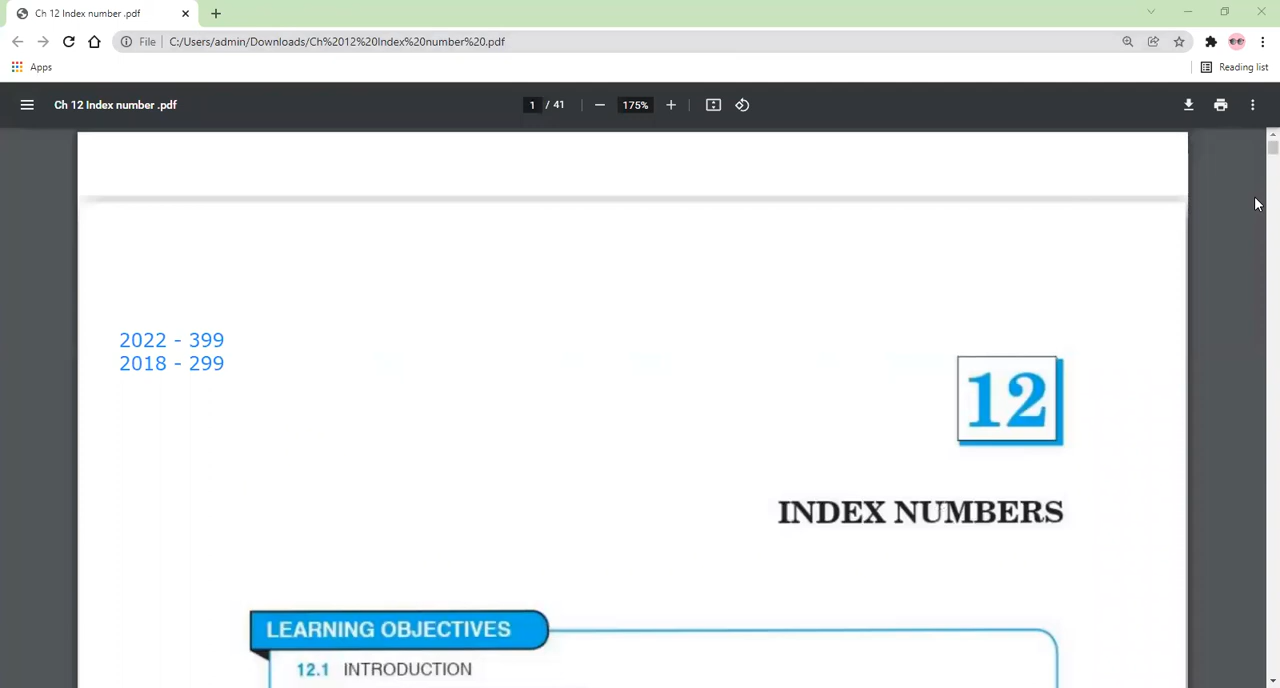 Ch 12 Index number .pdf
File
C:/Users/admin/Downloads/Ch%2012%20Index%20number%20.pdf
Apps
Reading list
Ch 12 Index number .pdf
1 / 41
175%
2022 - 399
2018 - 299
12
INDEX NUMBERS
LEARNING OBJECTIVES
12.1 INTRODUCTION